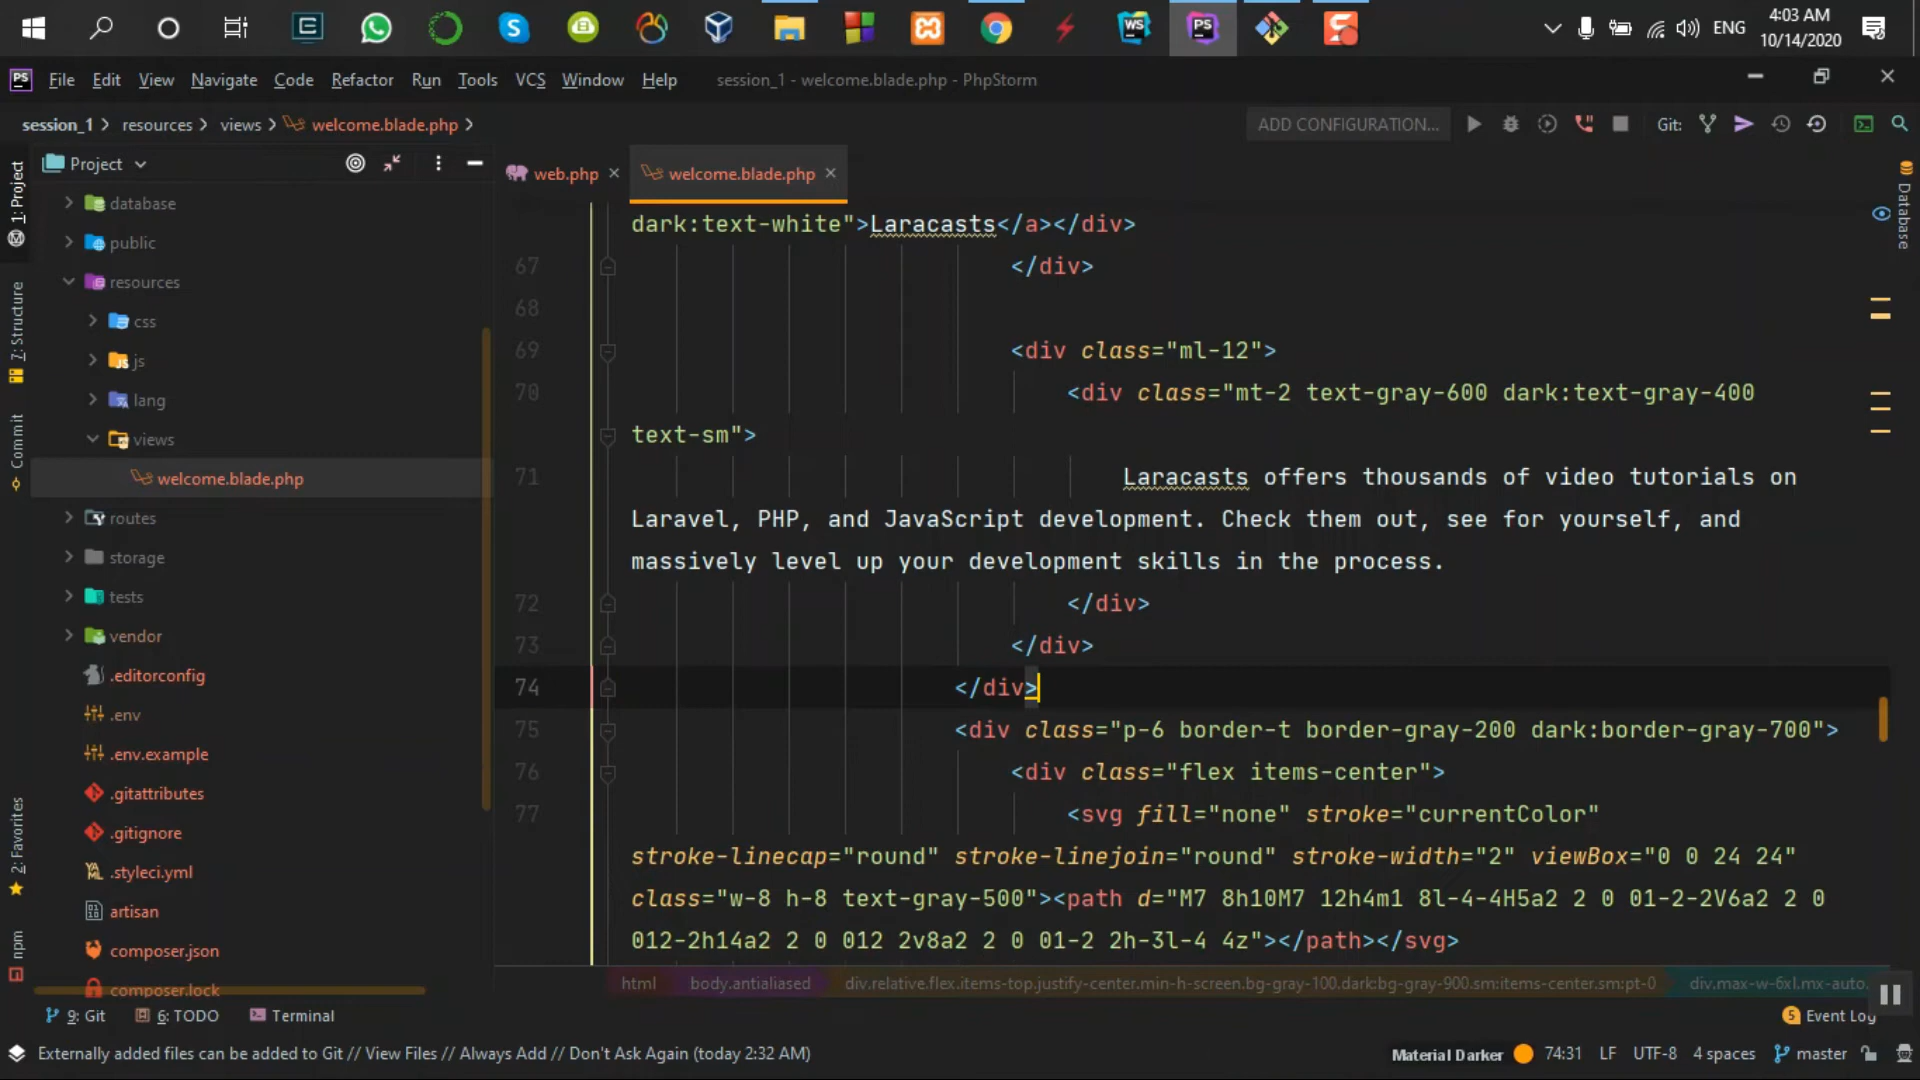 4:03 AM
ENG
10/14/2020
PS File Edit View Navigate Code Refactor Run Tools VCS Window Help session_1 - welcome.blade.php - PhpStorm
session_1 resources views welcome.blade.php
ADD CONFIGURATION... Git:
1: Project
7: Structure
Commit
2: Favorites
npm
Project
database
public
resources
css
js
lang
views
welcome.blade.php
routes
storage
tests
vendor
.editorconfig
.env
.env.example
.gitattributes
.gitignore
.styleci.yml
artisan
composer.json
composer.lock
web.php welcome.blade.php
dark:text-white">Laracasts</a></div>
67 </div>
68
69 <div class="ml-12">
70 <div class="mt-2 text-gray-600 dark:text-gray-400
text-sm">
71 Laracasts offers thousands of video tutorials on
Laravel, PHP, and JavaScript development. Check them out, see for yourself, and
massively level up your development skills in the process.
72 </div>
73 </div>
74 </div>
75 <div class="p-6 border-t border-gray-200 dark:border-gray-700">
76 <div class="flex items-center">
77 <svg fill="none" stroke="currentColor"
stroke-linecap="round" stroke-linejoin="round" stroke-width="2" viewBox="0 0 24 24"
class="w-8 h-8 text-gray-500"><path d="M7 8h10M7 12h4m1 8l-4-4H5a2 2 0 01-2-2V6a2 2 0
012-2h14a2 2 0 012 2v8a2 2 0 01-2 2h-3l-4 4z"></path></svg>
html body.antialiased div.relative.flex.items-top.justify-center.min-h-screen.bg-gray-100.dark:bg-gray-900.sm:items-center.sm:pt-0 div.max-w-6xl.mx-auto.
Database
9: Git 6: TODO Terminal
5 Event Log
Externally added files can be added to Git // View Files // Always Add // Don't Ask Again (today 2:32 AM)
Material Darker 74:31 LF UTF-8 4 spaces master